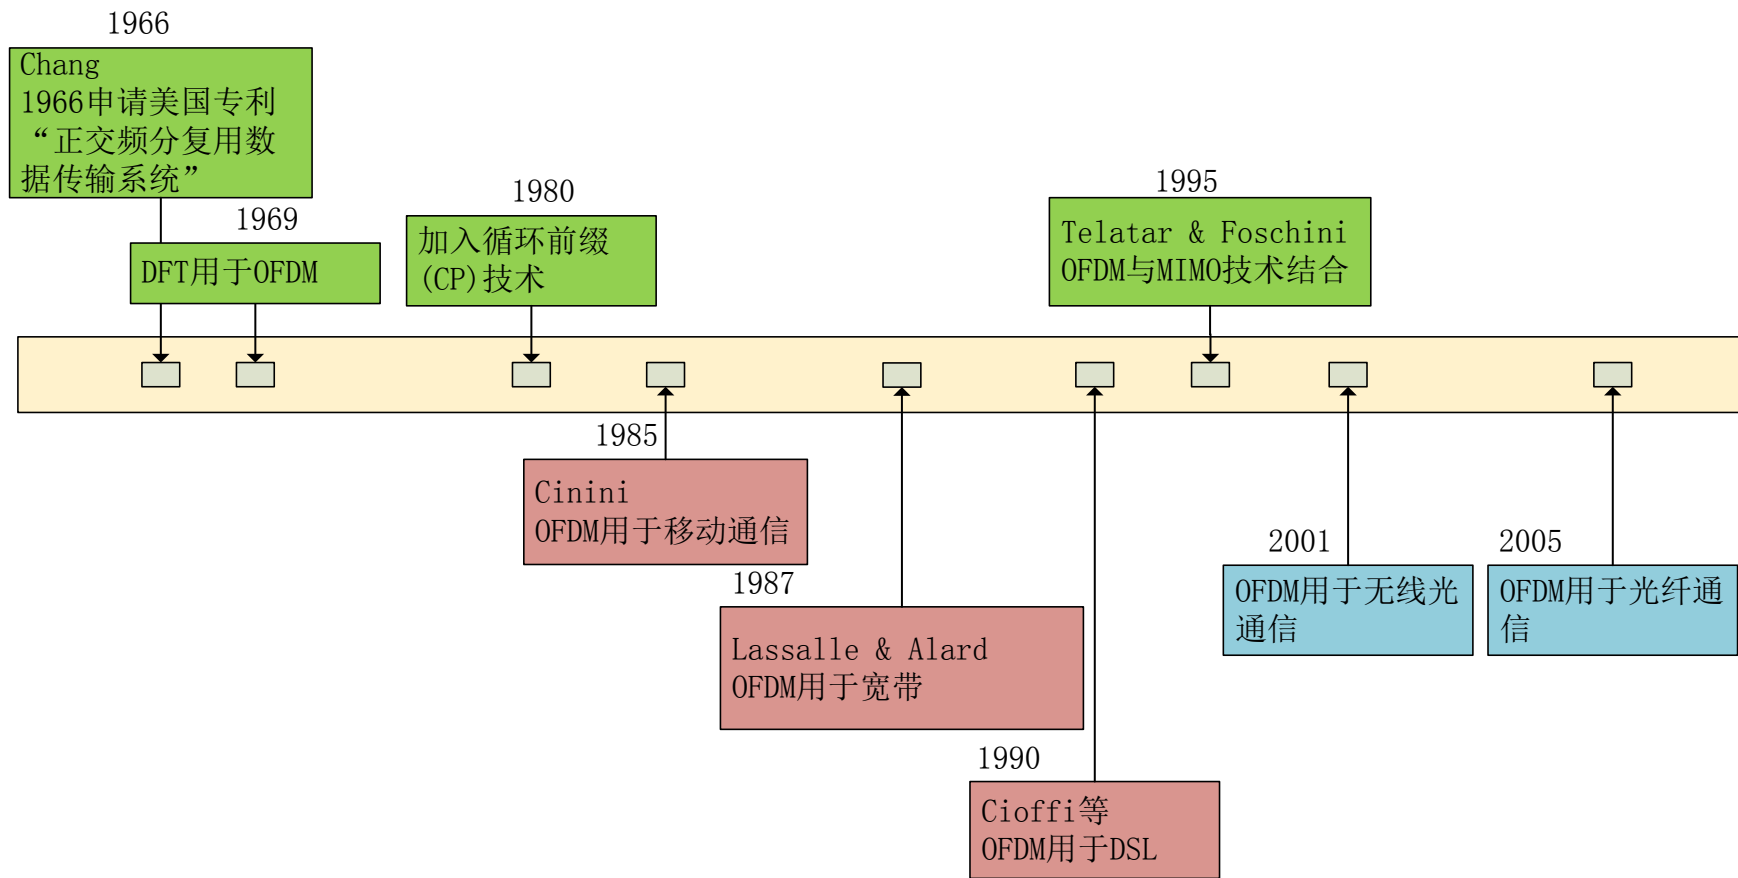 1966
Chang
1966申请美国专利
“正交频分复用数
据传输系统”
1969
DFT用于OFDM
1980
加入循环前缀
(CP)技术
1995
Telatar & Foschini
OFDM与MIMO技术结合
1985
Cinini
OFDM用于移动通信
1987
Lassalle & Alard
OFDM用于宽带
1990
Cioffi等
OFDM用于DSL
2001
OFDM用于无线光
通信
2005
OFDM用于光纤通
信